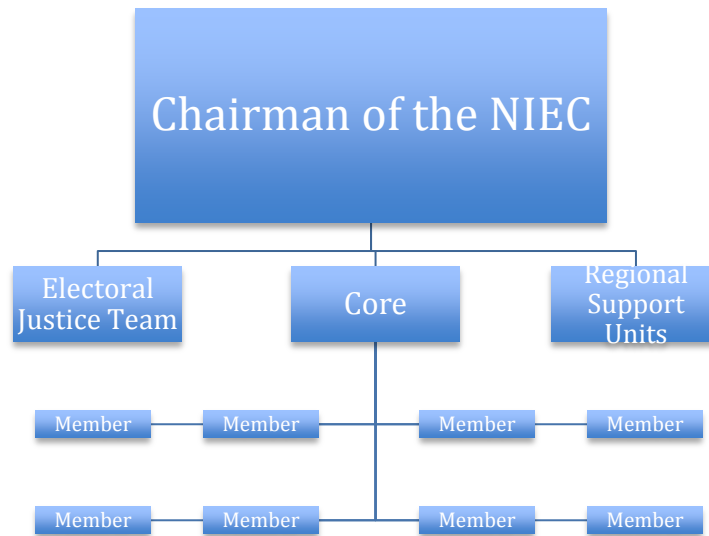 Chairman of the NIEC
Electoral
Justice Team
Core
Regional
Support
Units
Member
Member
Member
Member
Member
Member
Member
Member